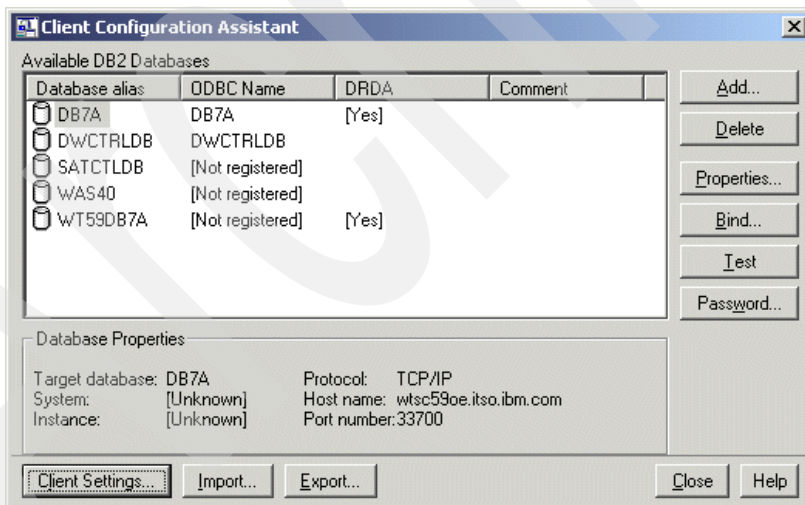 Client Configuration Assistant
Available DB2 Databases
Database alias ODBC Name DRDA Comment
DB7A DB7A [Yes]
DWCTRLDB DWCTRLDB
SATCTLDB [Not registered]
WAS40 [Not registered]
WT59DB7A [Not registered] [Yes]
Add...
Delete
Properties...
Bind...
Test
Password...
Database Properties
Target database: DB7A Protocol: TCP/IP
System: [Unknown] Host name: wtsc59oe.itso.ibm.com
Instance: [Unknown] Port number: 33700
Client Settings... Import... Export... Close Help